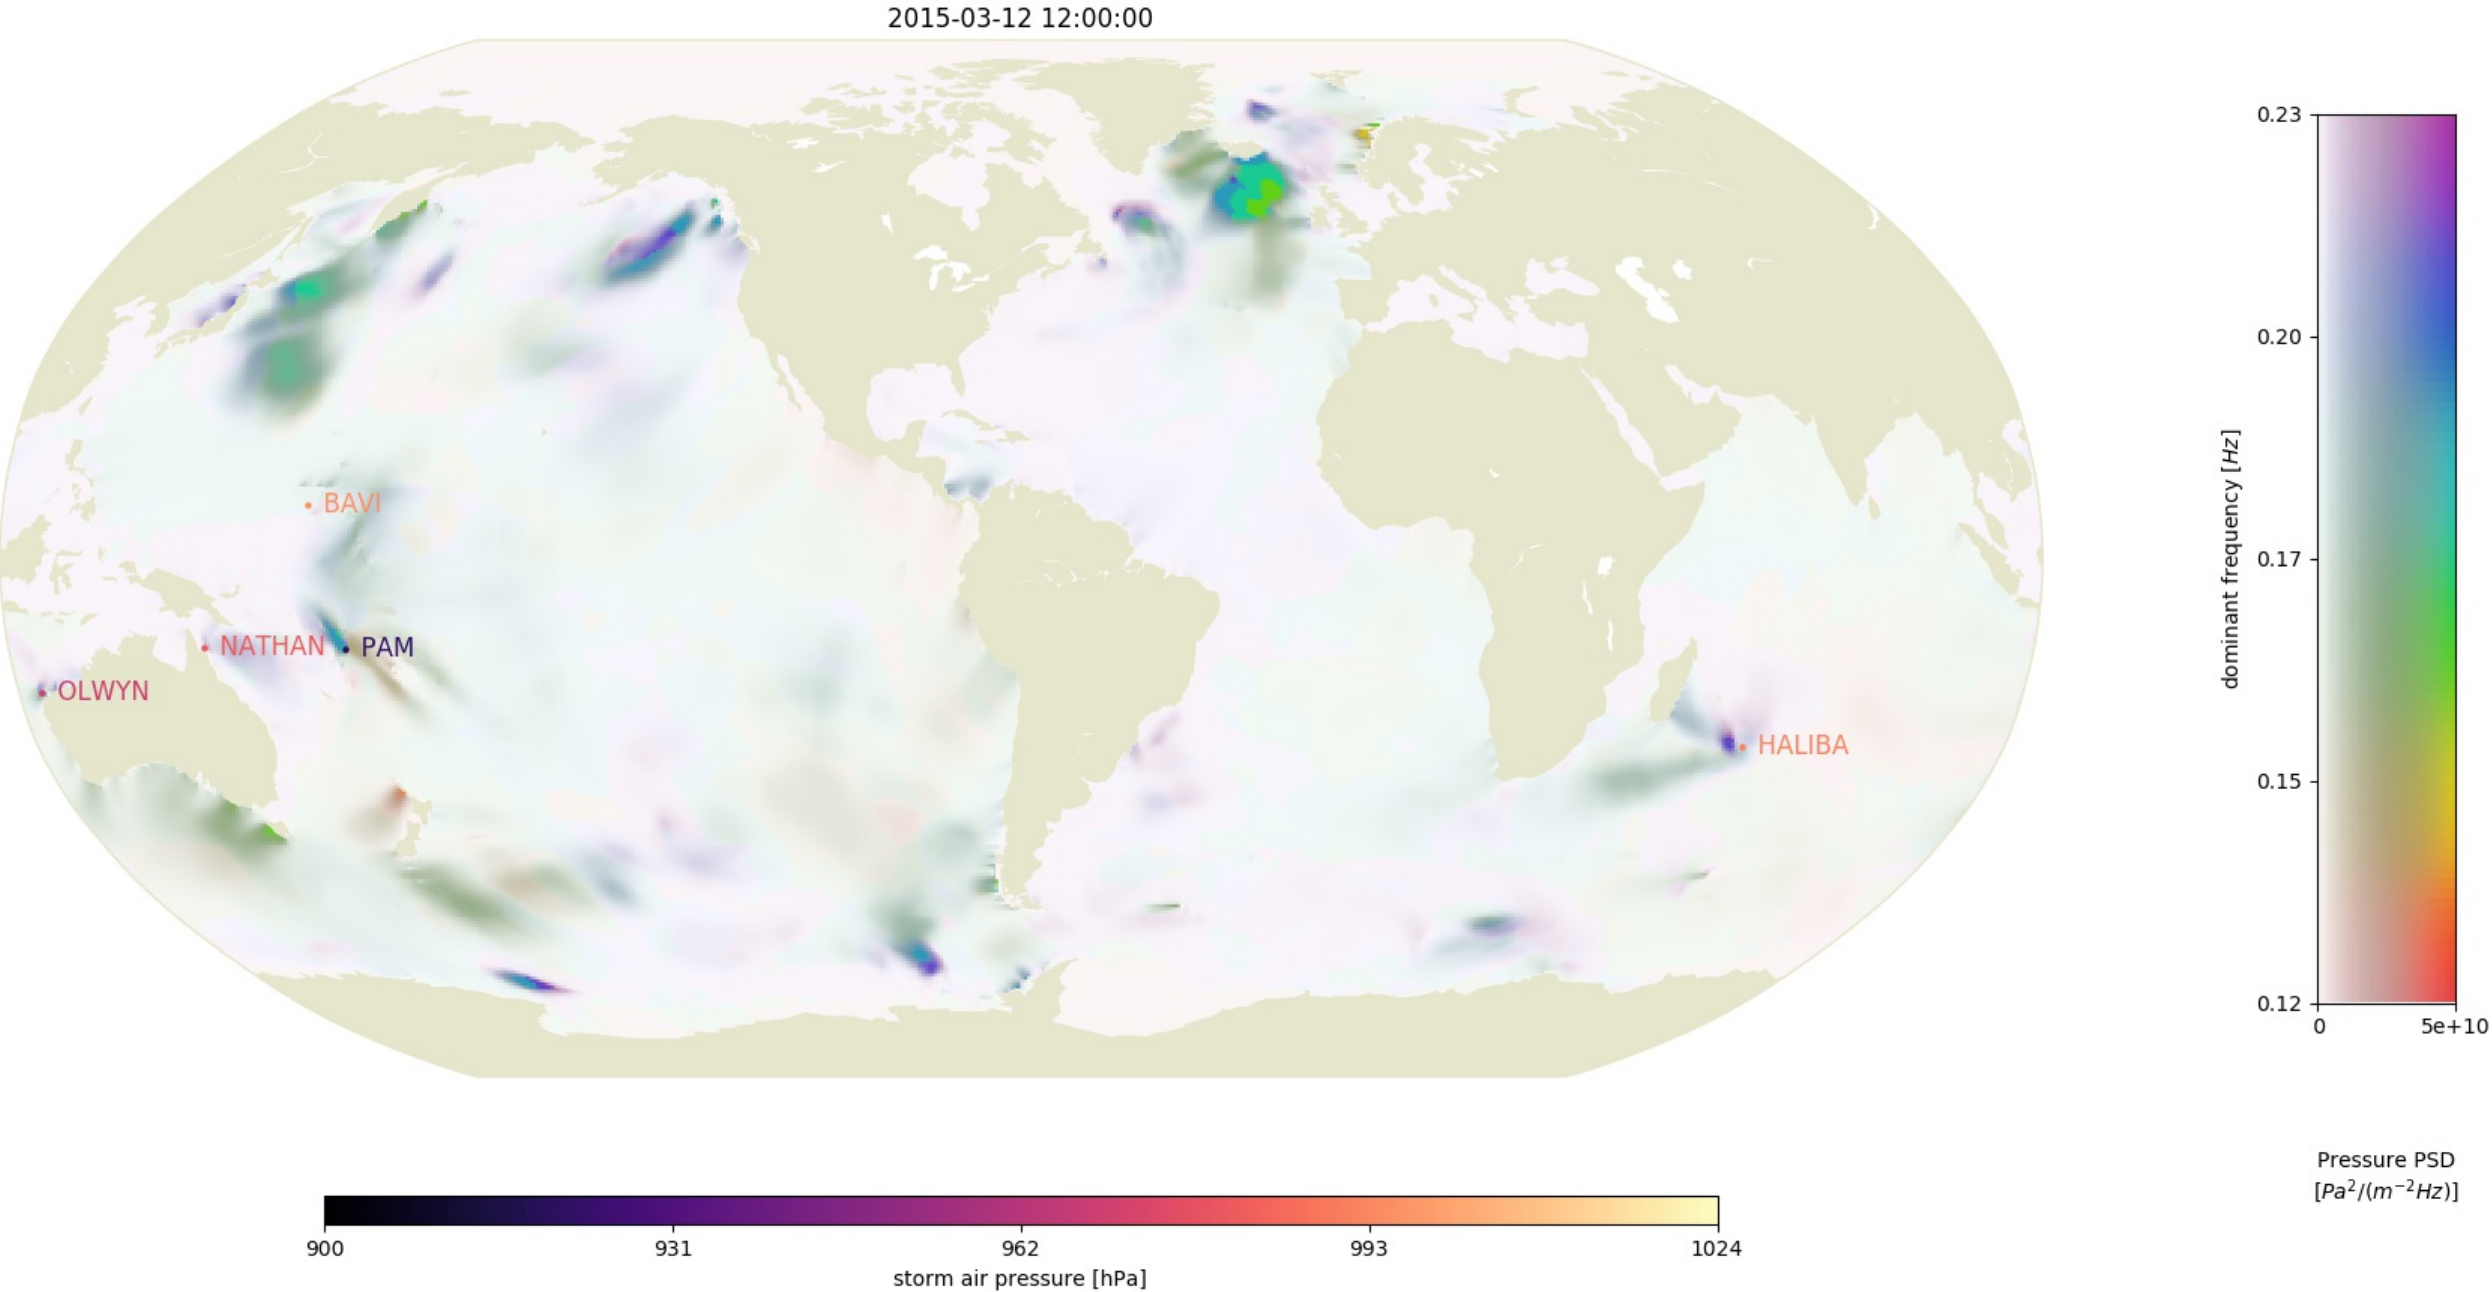 2015-03-12 12:00:00
BAVI
NATHAN
PAM
OLWYN
HALIBA
0.23
0.20
0.17
0.15
0.12
dominant frequency [Hz]
0
5e+10
Pressure PSD
[Pa²/(m⁻²Hz)]
900
931
962
993
1024
storm air pressure [hPa]